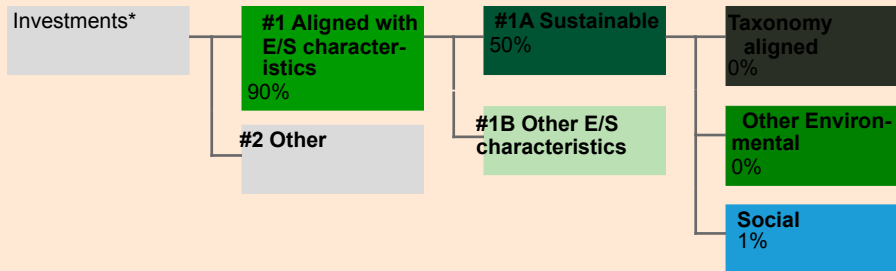 Investments*
#1 Aligned with
E/S character-
istics
90%
#2 Other
#1A Sustainable
50%
#1B Other E/S
characteristics
Taxonomy
aligned
0%
Other Environ-
mental
0%
Social
1%